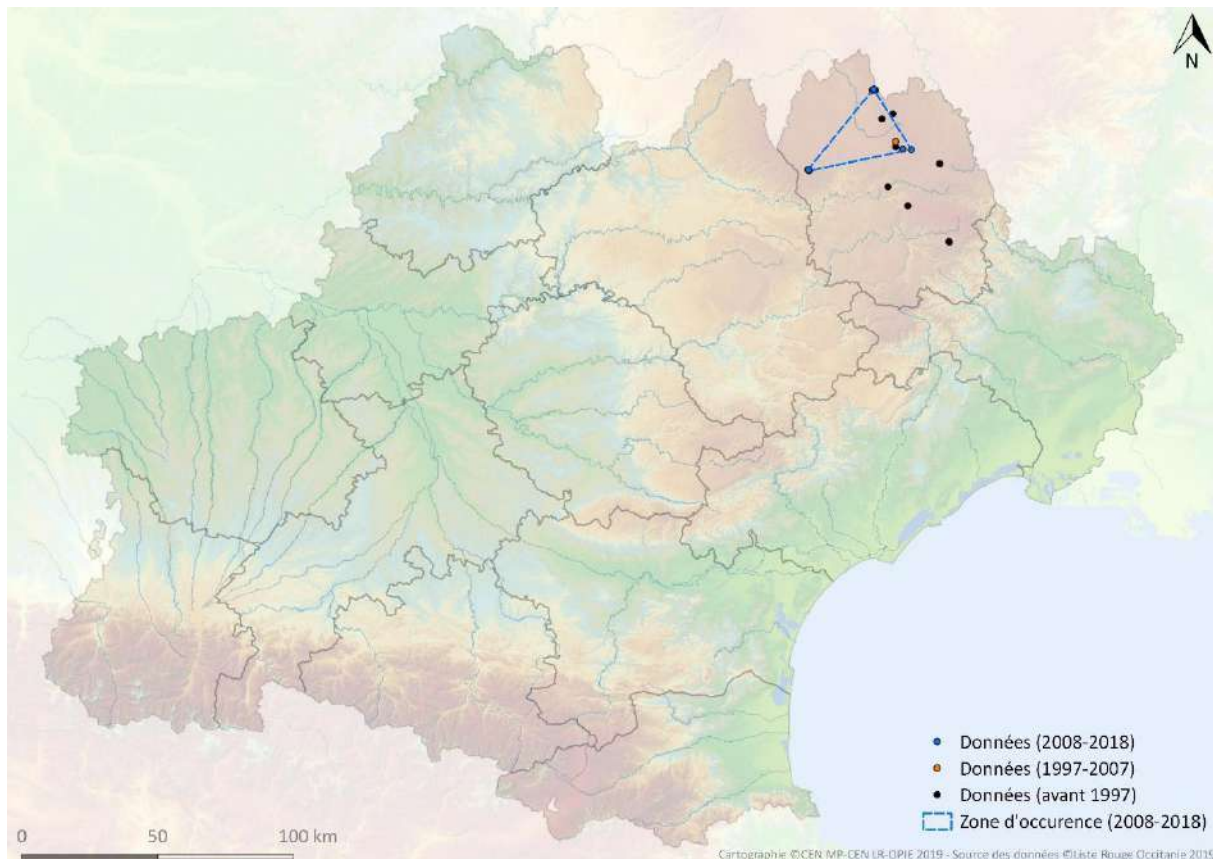 N
Données (2008-2018)
Données (1997-2007)
Données (avant 1997)
Zone d'occurence (2008-2018)
0 50 100 km
Cartographie ©CEN MP-CEN LR-OPIE 2019 - Source des données ©Liste Rouge Occitanie 2019